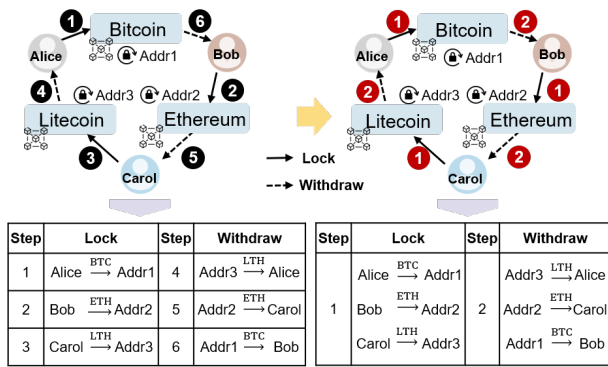 1 Bitcoin 6
Alice Addr1 Bob
4 Addr3 Addr2 2
Litecoin Ethereum
3 Carol 5
1 Bitcoin 2
Alice Addr1 Bob
2 Addr3 Addr2 1
Litecoin Ethereum
1 Carol 2
Lock
Withdraw
Step Lock Step Withdraw
1 Alice BTC→ Addr1 4 Addr3 LTH→ Alice
2 Bob ETH→ Addr2 5 Addr2 ETH→ Carol
3 Carol LTH→ Addr3 6 Addr1 BTC→ Bob
Step Lock Step Withdraw
Alice BTC→ Addr1 Addr3 LTH→ Alice
1 Bob ETH→ Addr2 2 Addr2 ETH→ Carol
Carol LTH→ Addr3 Addr1 BTC→ Bob